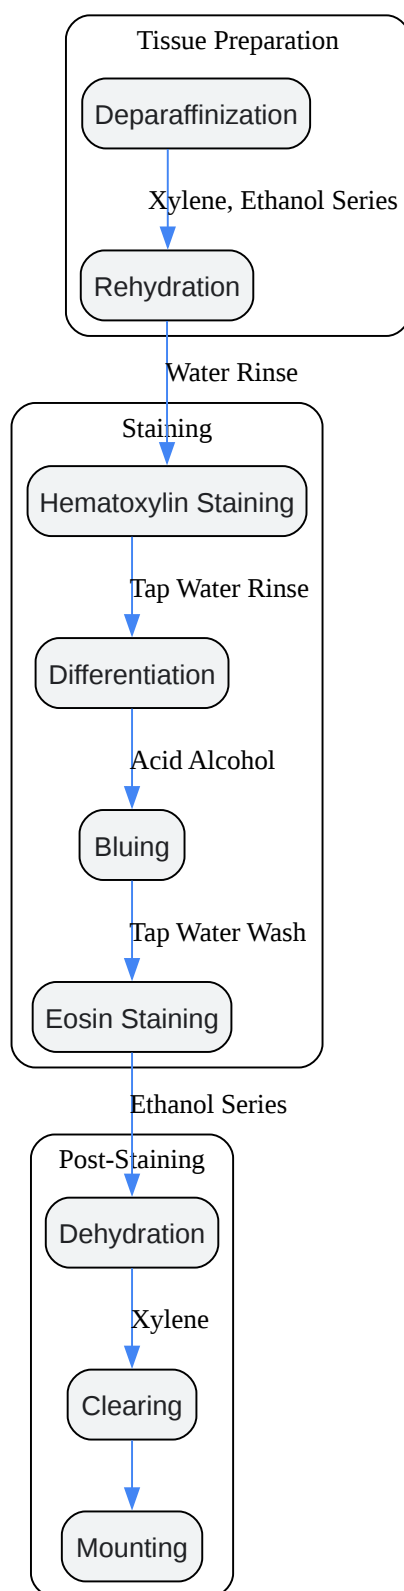 Tissue Preparation
Deparaffinization
Xylene, Ethanol Series
Rehydration
Water Rinse
Staining
Hematoxylin Staining
Tap Water Rinse
Differentiation
Acid Alcohol
Bluing
Tap Water Wash
Eosin Staining
Ethanol Series
Post-Staining
Dehydration
Xylene
Clearing
Mounting